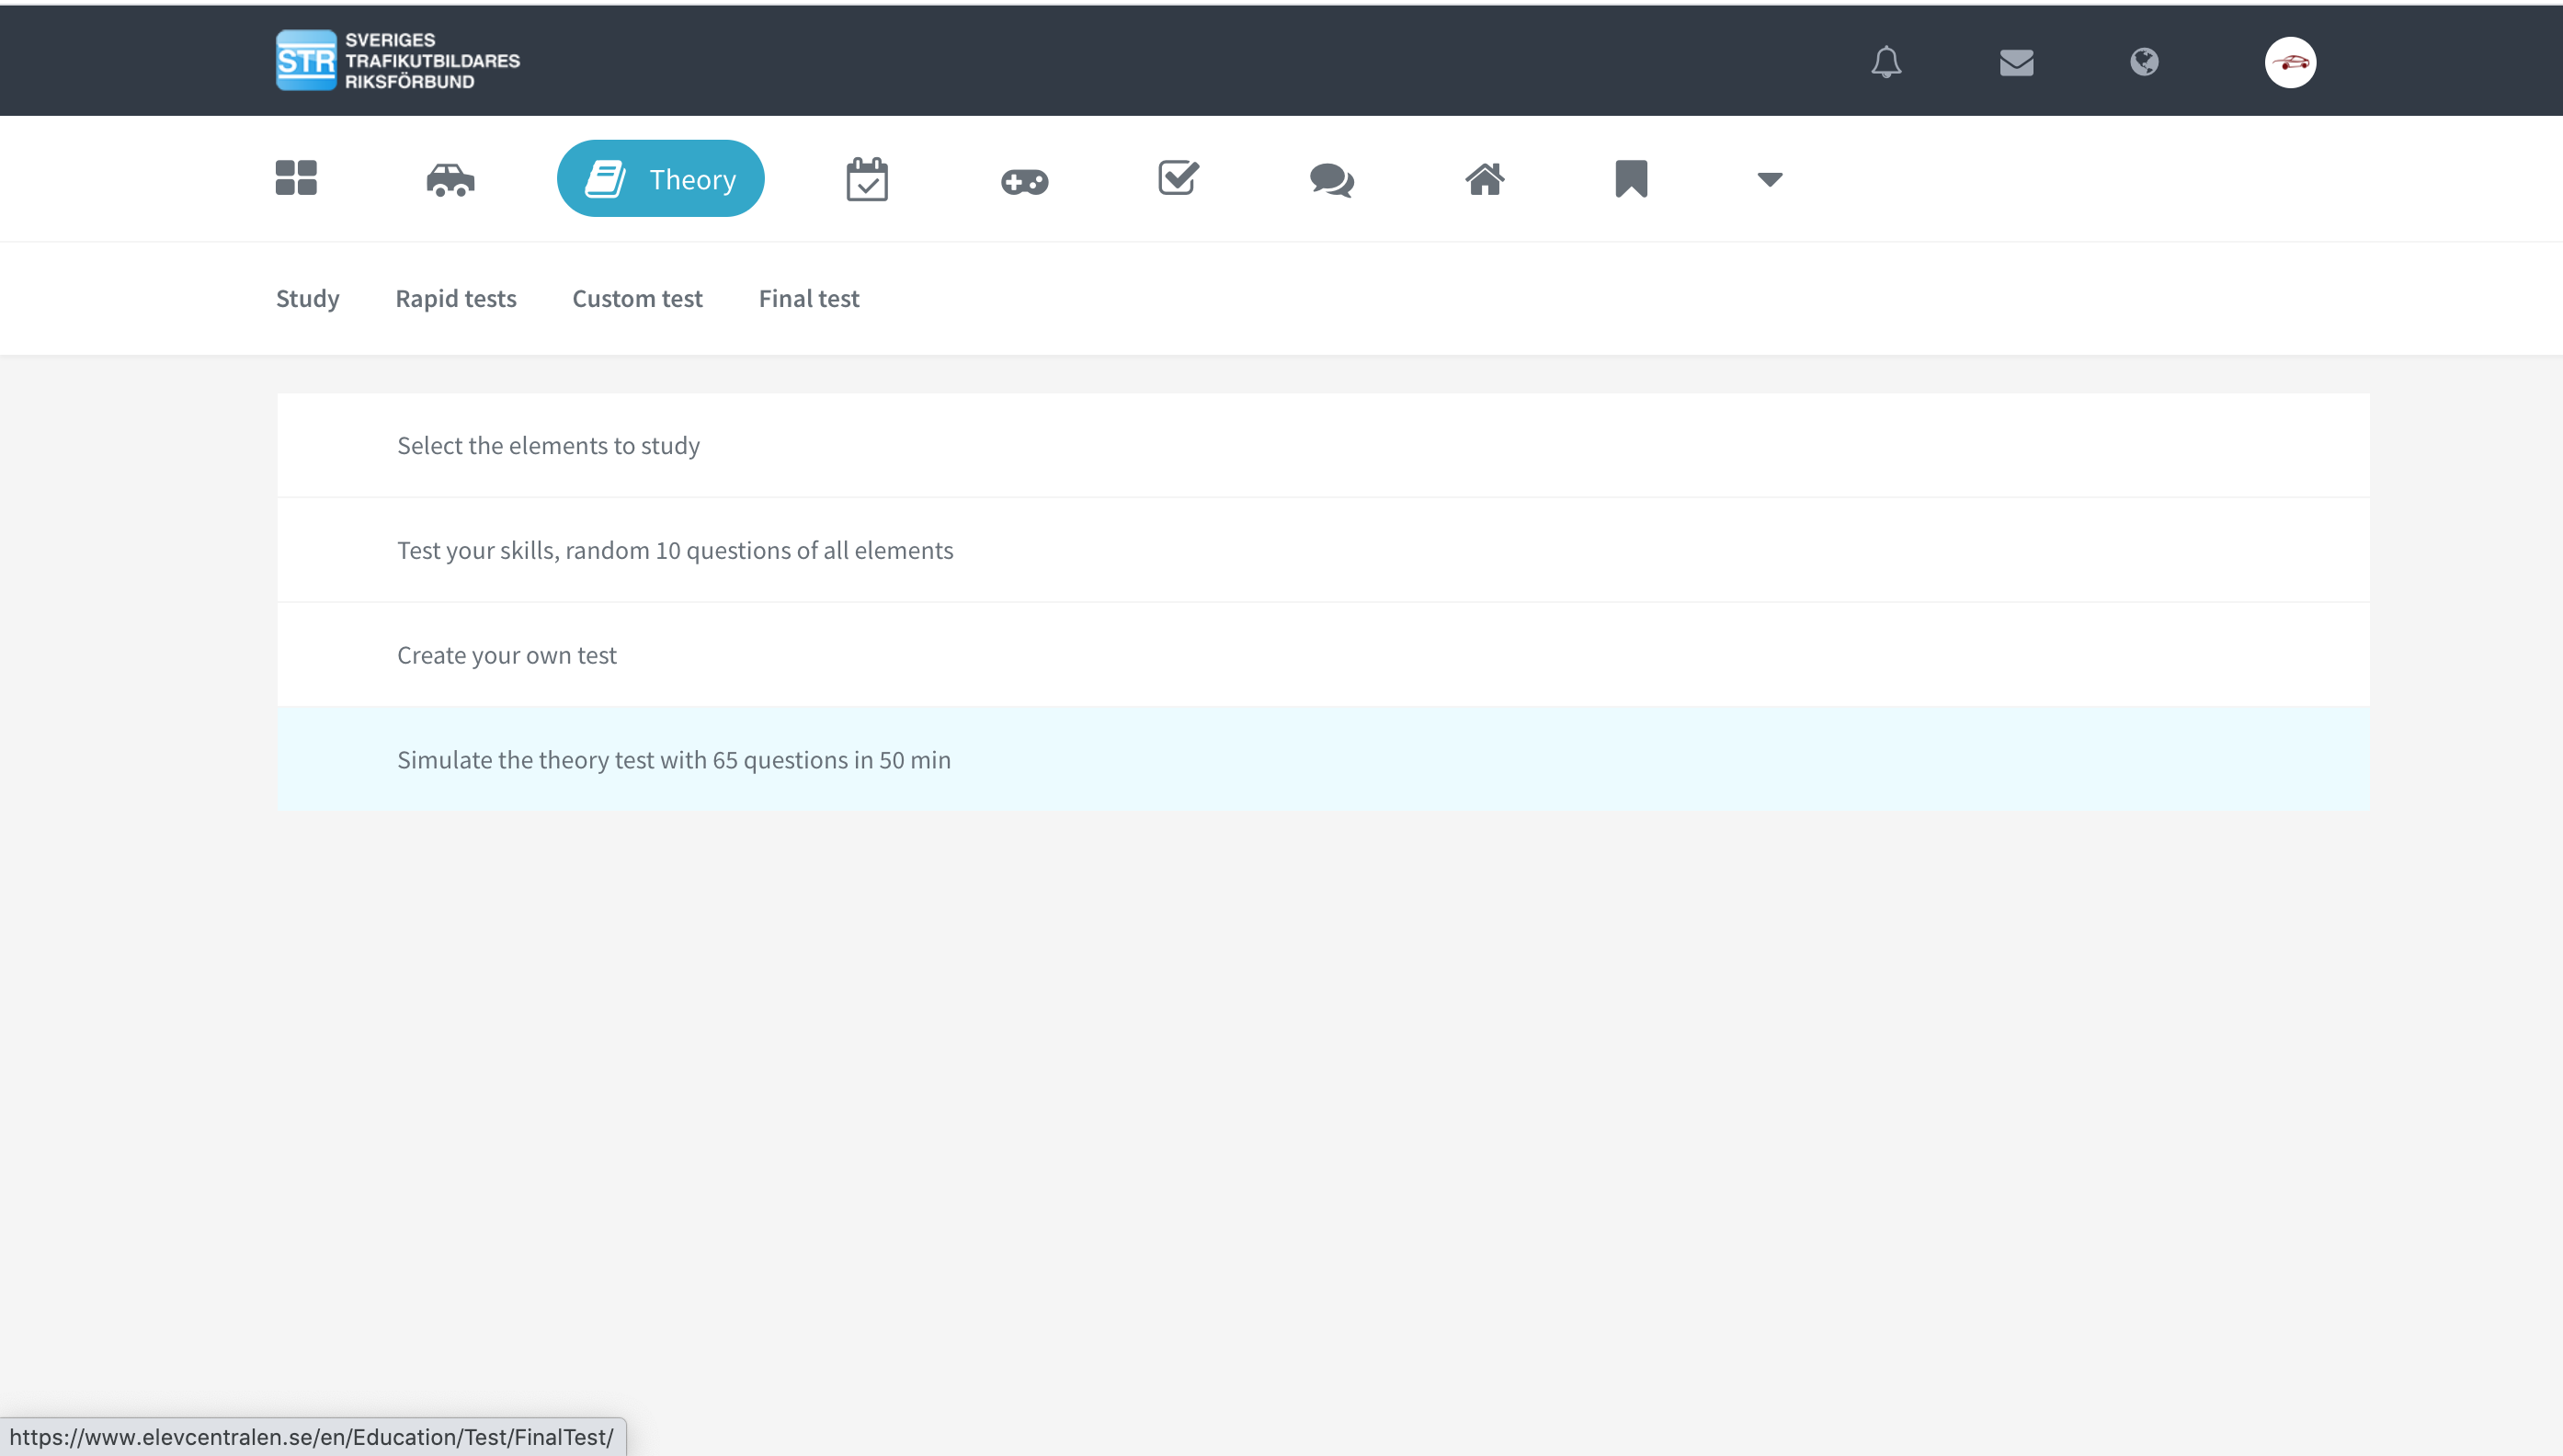 STR
SVERIGES
TRAFIKUTBILDARES
RIKSFÖRBUND
Theory
Study Rapid tests Custom test Final test
Select the elements to study
Test your skills, random 10 questions of all elements
Create your own test
Simulate the theory test with 65 questions in 50 min
https://www.elevcentralen.se/en/Education/Test/FinalTest/